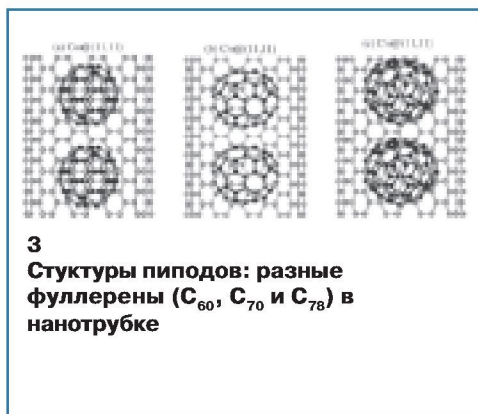 3
Стуктуры пиподов: разные
фуллерены (C₆₀, C₇₀ и C₇₈) в
нанотрубке